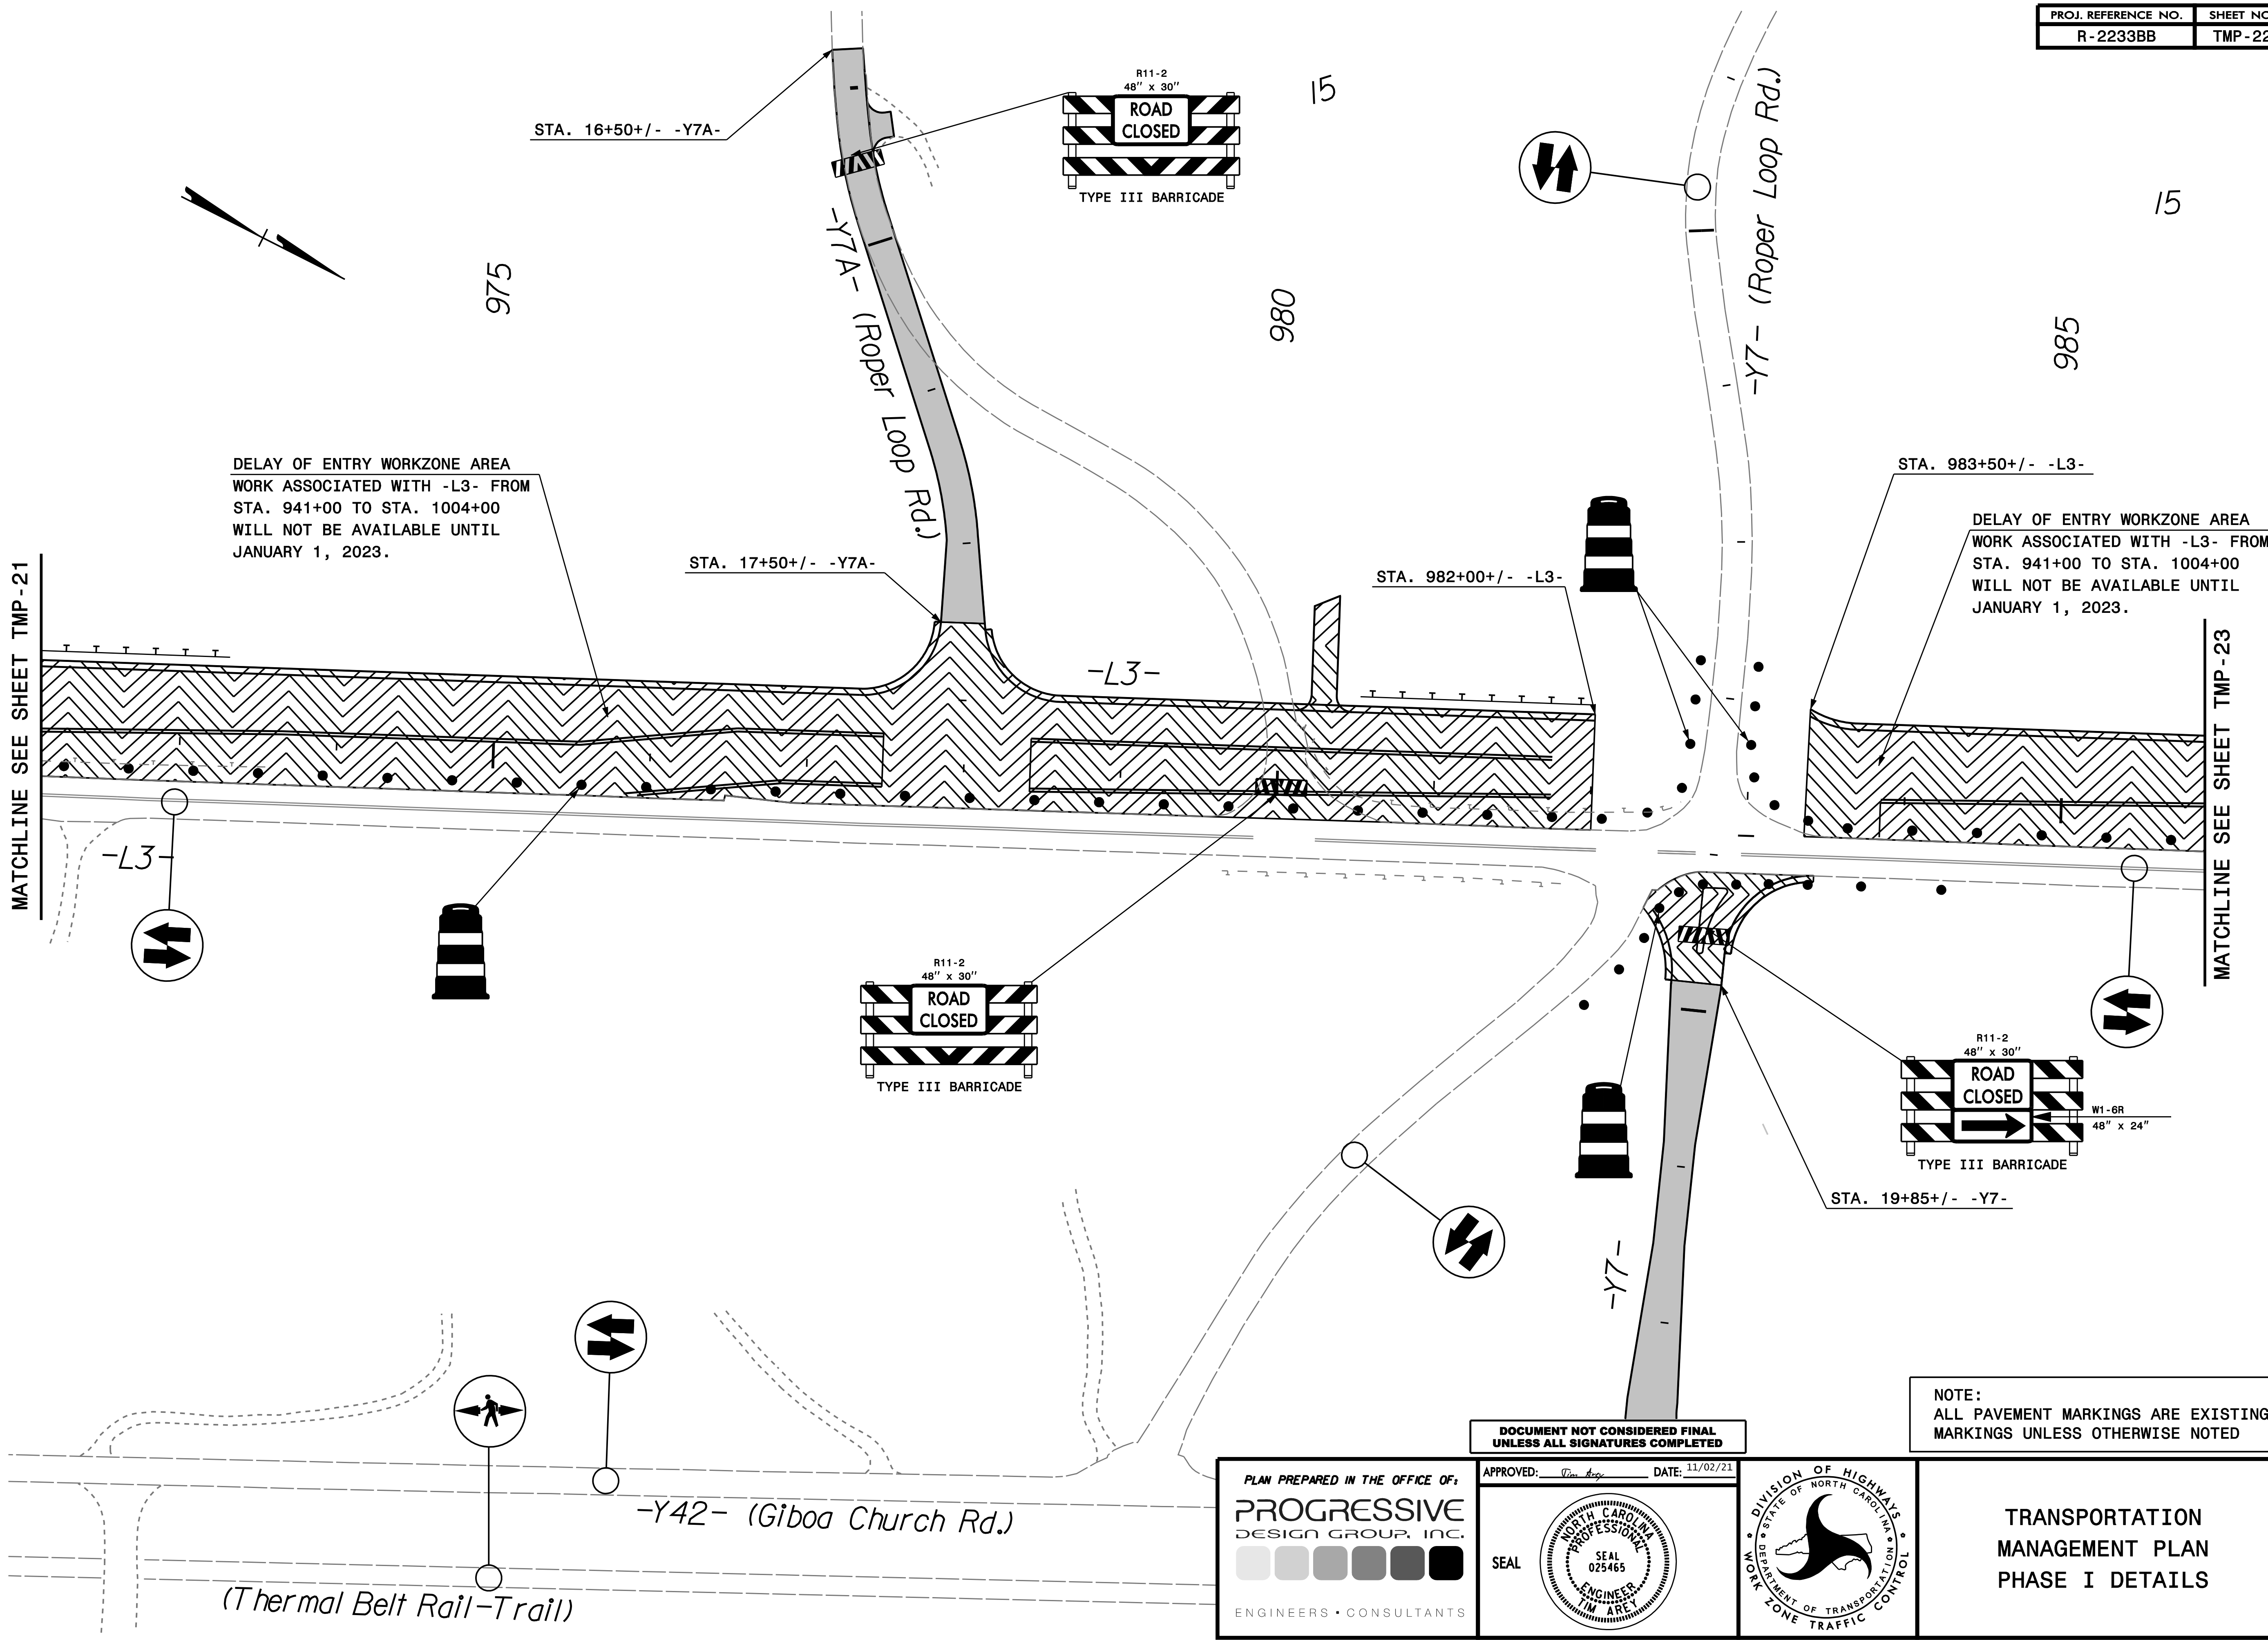 PROJ. REFERENCE NO.
R-2233BB
TMP-22
R11-2
48" x 30"
ROAD
CLOSED
TYPE III BARRICADE
STA. 16+50+/- -Y7A-
15
-Y7- (Roper Loop Rd.)
15
975
-Y7A- (Roper Loop Rd.)
980
985
DELAY OF ENTRY WORKZONE AREA
WORK ASSOCIATED WITH -L3- FROM
STA. 941+00 TO STA. 1004+00
WILL NOT BE AVAILABLE UNTIL
JANUARY 1, 2023.
STA. 983+50+/- -L3-
DELAY OF ENTRY WORKZONE AREA
WORK ASSOCIATED WITH -L3- FROM
STA. 941+00 TO STA. 1004+00
WILL NOT BE AVAILABLE UNTIL
JANUARY 1, 2023.
STA. 17+50+/- -Y7A-
STA. 982+00+/- -L3-
MATCHLINE SEE SHEET TMP-21
-L3-
MATCHLINE SEE SHEET TMP-23
-L3-
R11-2
48" x 30"
ROAD
CLOSED
TYPE III BARRICADE
R11-2
48" x 30"
ROAD
CLOSED
W1-6R
48" x 24"
TYPE III BARRICADE
STA. 19+85+/- -Y7-
-Y7-
NOTE:
ALL PAVEMENT MARKINGS ARE EXISTING
MARKINGS UNLESS OTHERWISE NOTED
-Y42- (Giboa Church Rd.)
(Thermal Belt Rail-Trail)
DOCUMENT NOT CONSIDERED FINAL
UNLESS ALL SIGNATURES COMPLETED
PLAN PREPARED IN THE OFFICE OF:
PROGRESSIVE
DESIGN GROUP, INC.
ENGINEERS • CONSULTANTS
APPROVED: Tim Arey DATE: 11/02/21
SEAL
NORTH CAROLINA
PROFESSIONAL
SEAL
025465
ENGINEER
TIM AREY
DIVISION OF HIGHWAYS
STATE OF NORTH CAROLINA
DEPARTMENT OF TRANSPORTATION
WORK ZONE TRAFFIC CONTROL
TRANSPORTATION
MANAGEMENT PLAN
PHASE I DETAILS